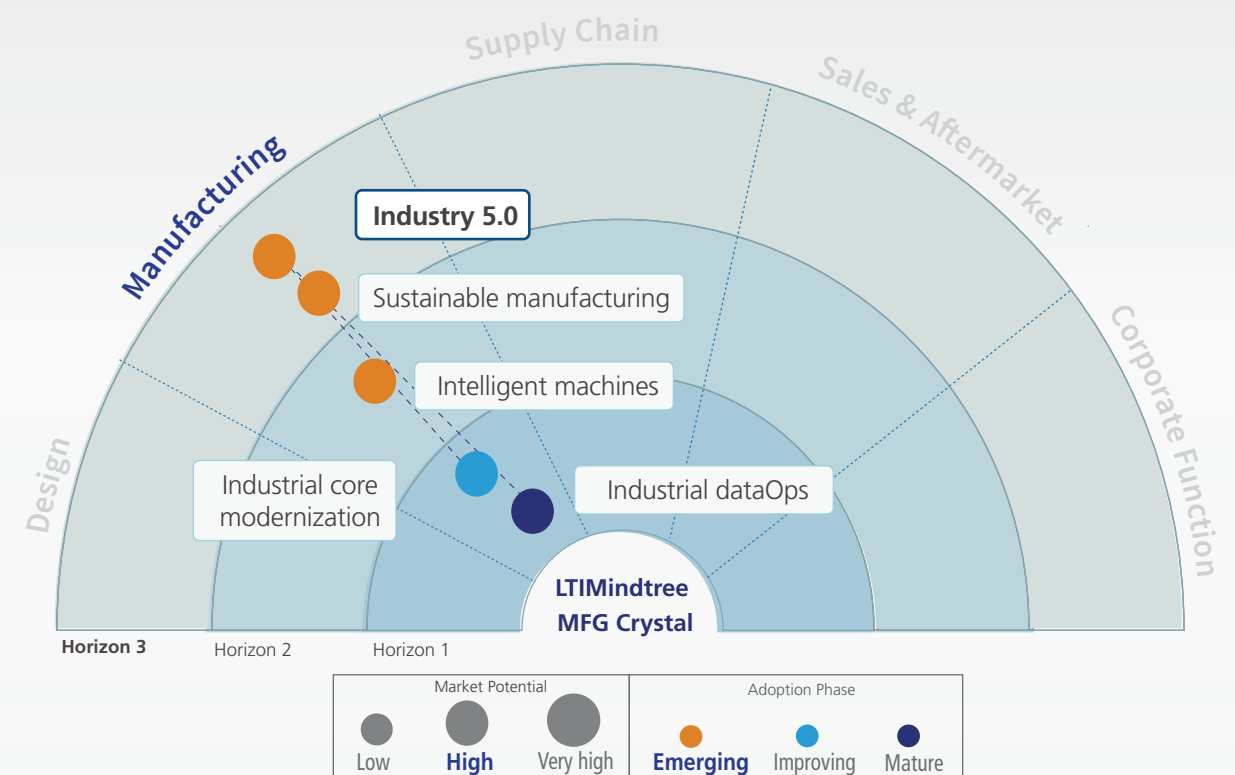 Supply Chain
Sales & Aftermarket
Manufacturing
Industry 5.0
Sustainable manufacturing
Corporate Function
Intelligent machines
Design
Industrial core
modernization
Industrial dataOps
LTIMindtree
MFG Crystal
Horizon 3
Horizon 2
Horizon 1
Market Potential
Low
High
Very high
Adoption Phase
Emerging
Improving
Mature